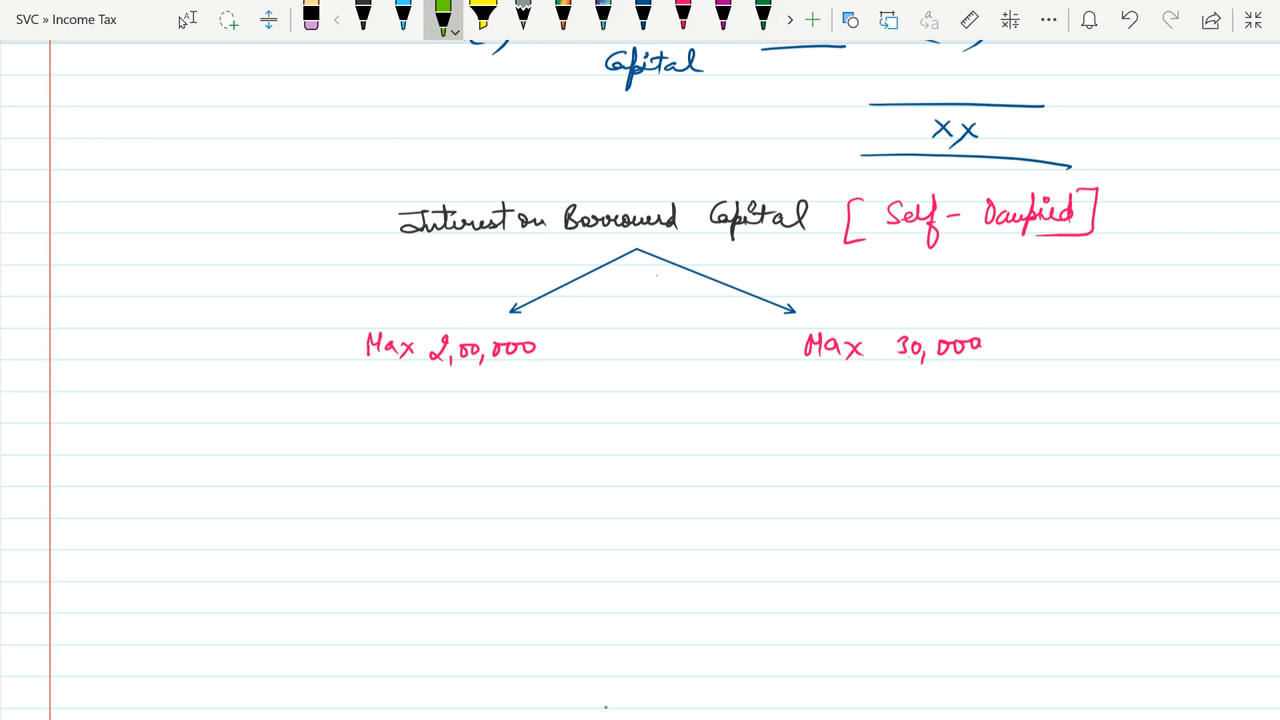 SVC » Income Tax
Capital
xx
Interest on Borrowed Capital [Self-Occupied]
Max 2,00,000
Max 30,000